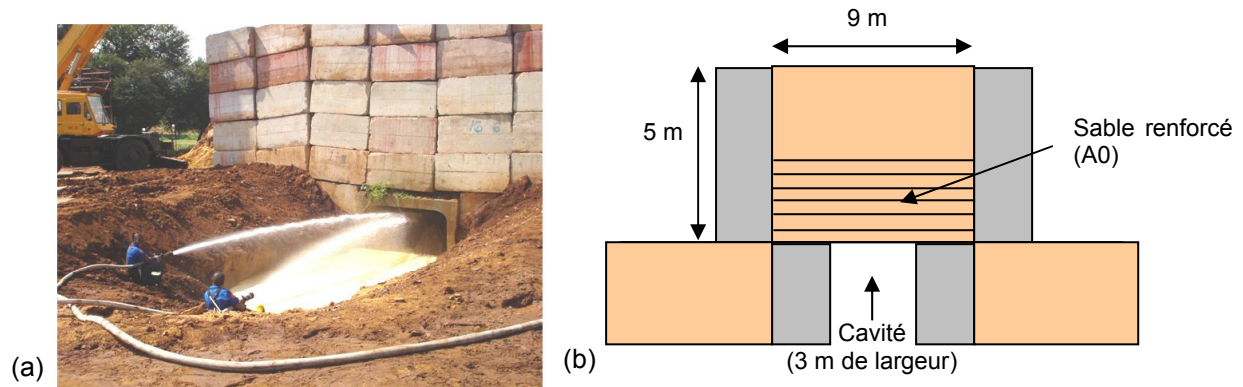 (a)
9 m
5 m
Sable renforcé
(A0)
Cavité
(3 m de largeur)
(b)